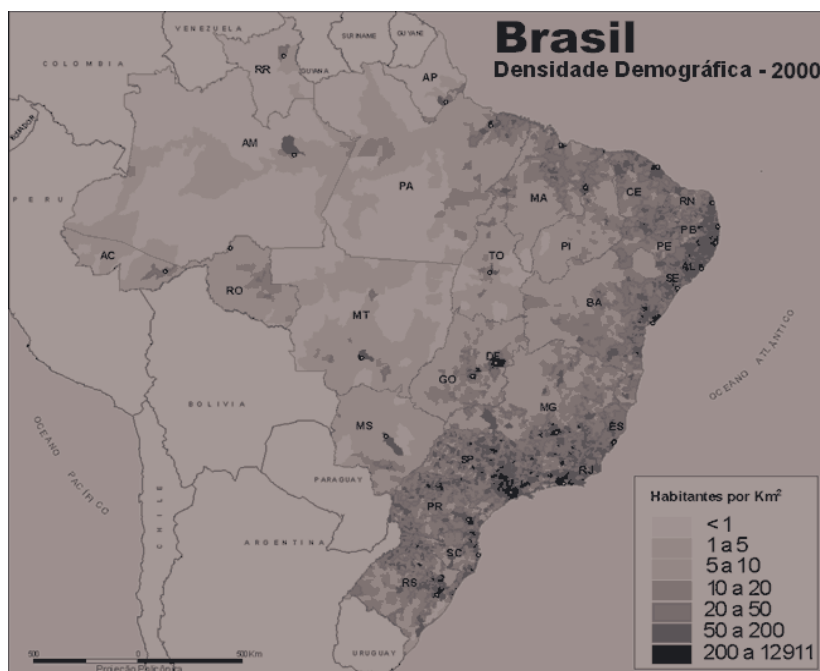 Brasil
Densidade Demográfica - 2000
VENEZUELA
SURINAME
GUYANE
COLOMBIA
GUYANA
RR
AP
EQUADOR
AM
PA
MA
CE
RN
PERU
PB
PI
PE
AC
TO
AL
SE
RO
BA
MT
DF
GO
OCEANO ATLÂNTICO
BOLIVIA
MG
MS
ES
SP
RJ
OCEANO PACÍFICO
PARAGUAY
PR
CHILE
ARGENTINA
SC
RS
URUGUAY
Habitantes por Km²
< 1
1 a 5
5 a 10
10 a 20
20 a 50
50 a 200
200 a 12911
500 0 500 Km